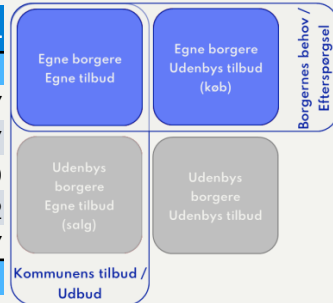 Egne borgere
Egne tilbud
Egne borgere
Udenbys tilbud
(køb)
Borgernes behov /
Efterspørgsel
Udenbys
borgere
Egne tilbud
(salg)
Udenbys
borgere
Udenbys tilbud
Kommunens tilbud /
Udbud